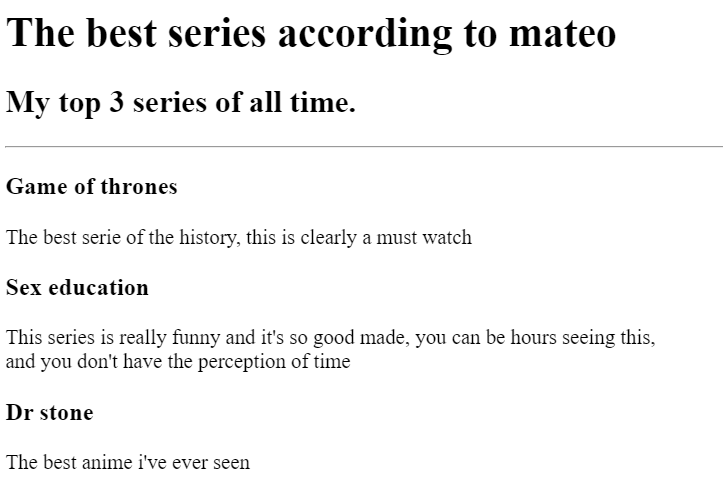 The best series according to mateo
My top 3 series of all time.
Game of thrones
The best serie of the history, this is clearly a must watch
Sex education
This series is really funny and it's so good made, you can be hours seeing this,
and you don't have the perception of time
Dr stone
The best anime i've ever seen